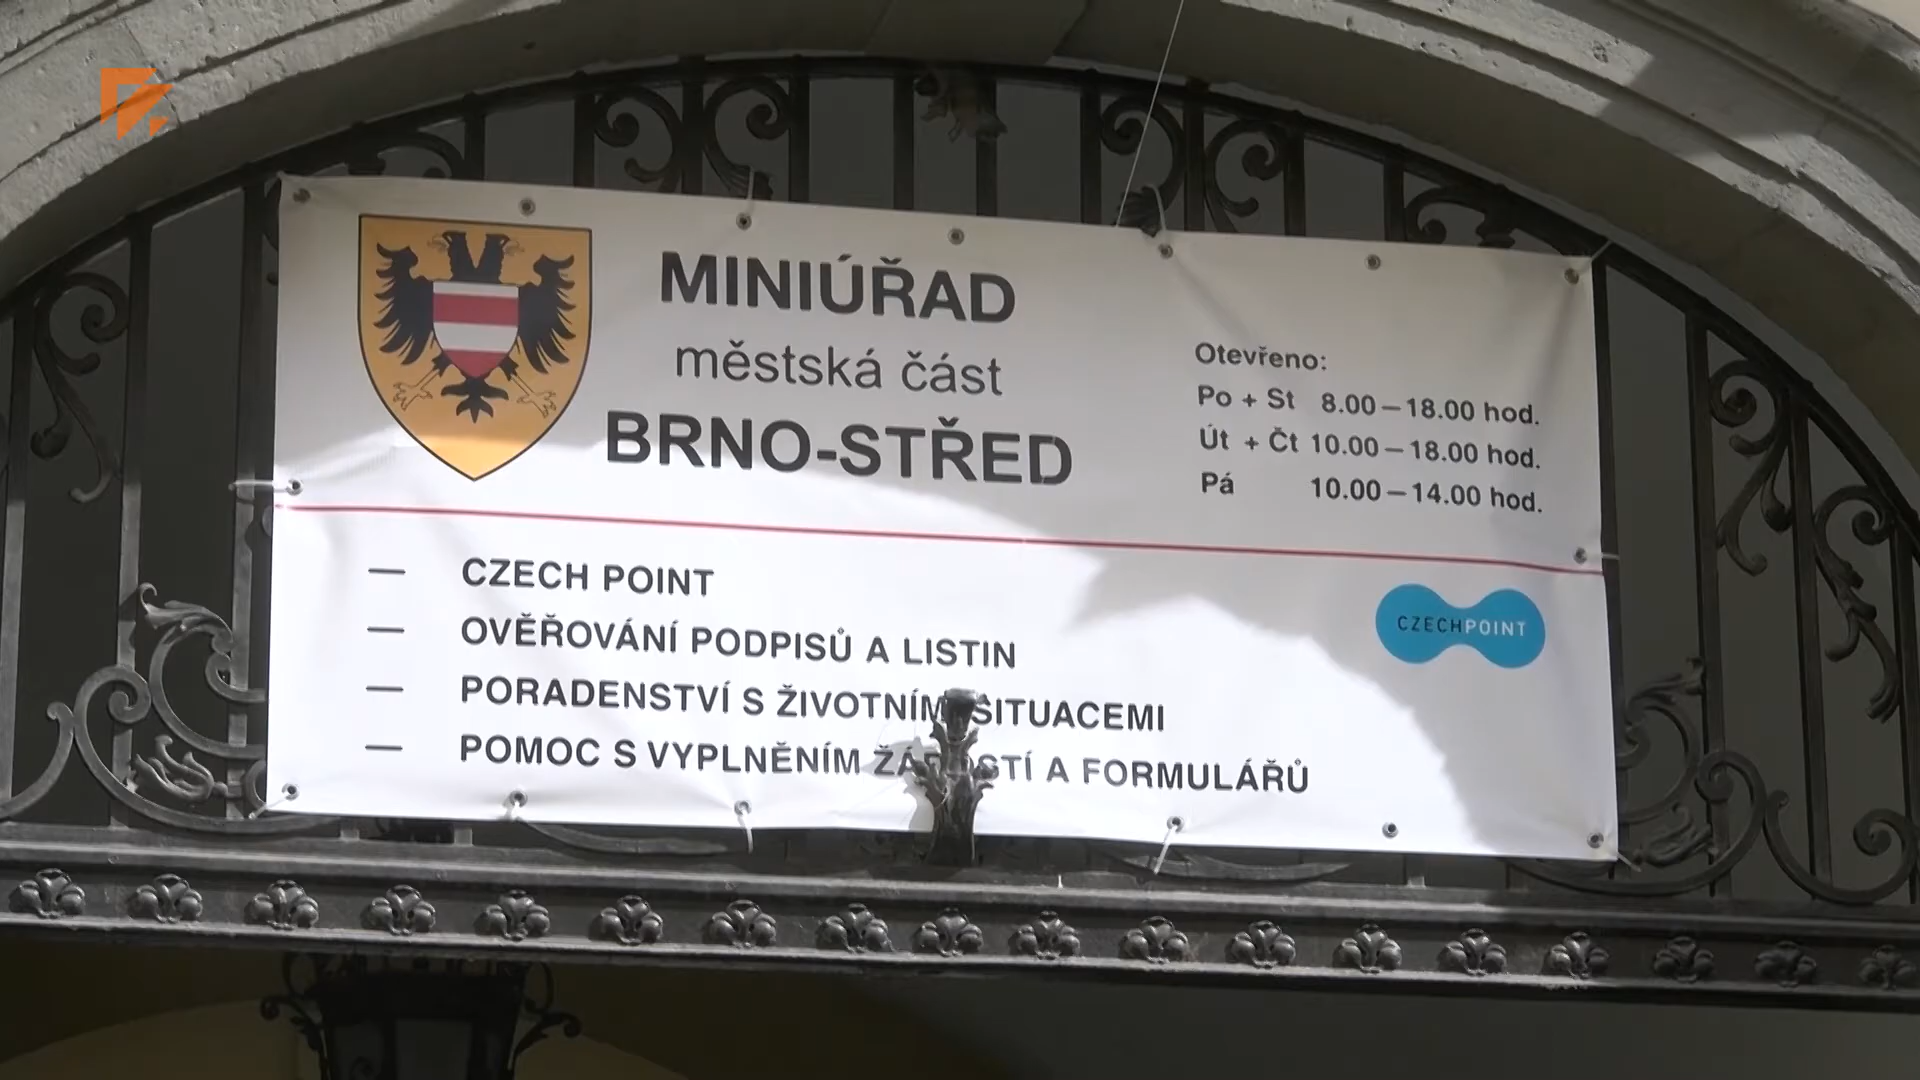 MINIÚŘAD
městská část
BRNO-STŘED
Otevřeno:
Po + St 8.00 – 18.00 hod.
Út + Čt 10.00 – 18.00 hod.
Pá 10.00 – 14.00 hod.
— CZECH POINT
— OVĚŘOVÁNÍ PODPISŮ A LISTIN
— PORADENSTVÍ S ŽIVOTNÍMI SITUACEMI
— POMOC S VYPLNĚNÍM ŽÁDOSTÍ A FORMULÁŘŮ
CZECHPOINT